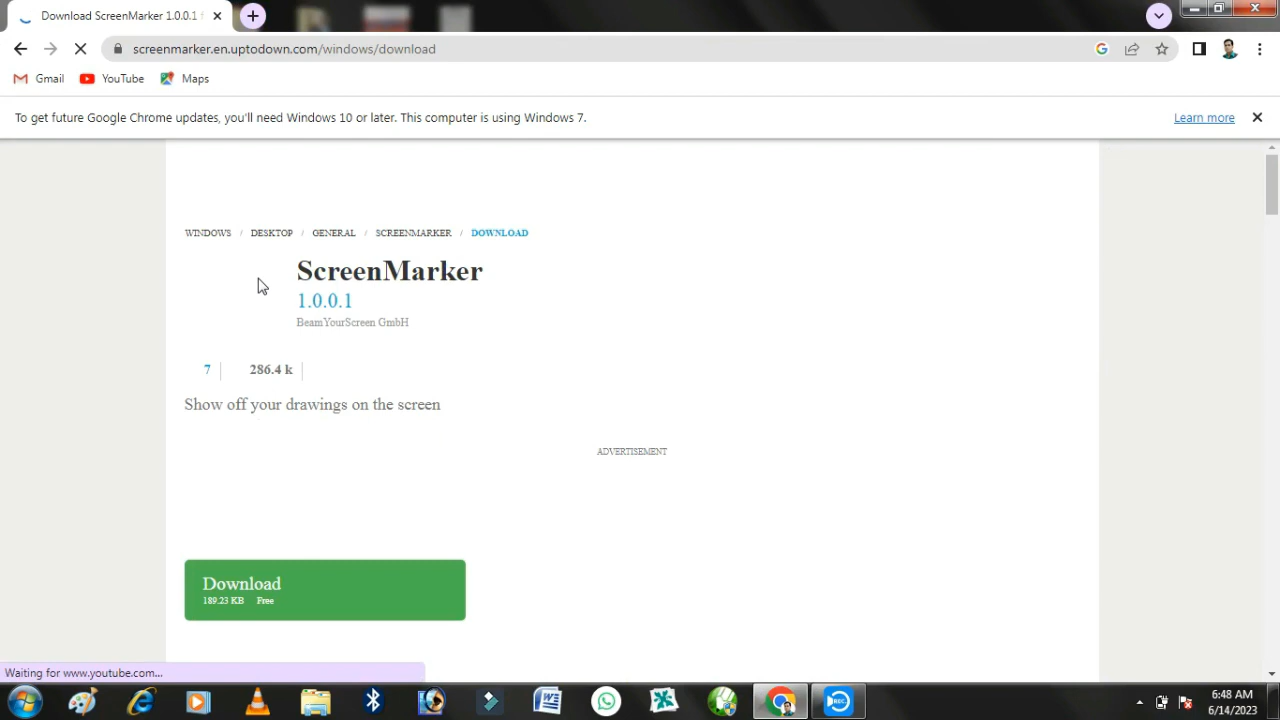 Download ScreenMarker 1.0.0.1
screenmarker.en.uptodown.com/windows/download
Gmail YouTube Maps
To get future Google Chrome updates, you'll need Windows 10 or later. This computer is using Windows 7. Learn more
WINDOWS / DESKTOP / GENERAL / SCREENMARKER / DOWNLOAD
ScreenMarker
1.0.0.1
BeamYourScreen GmbH
7 286.4 k
Show off your drawings on the screen
ADVERTISEMENT
Download
189.23 KB Free
Waiting for www.youtube.com...
REC
6:48 AM
6/14/2023